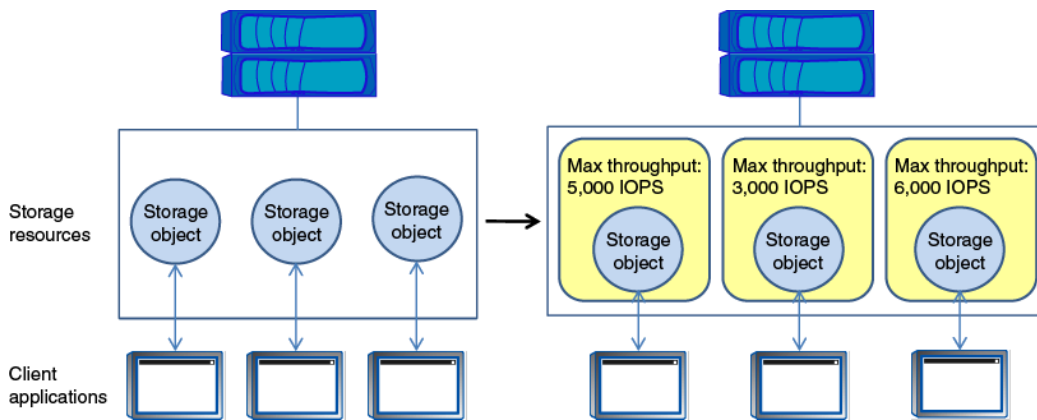 Max throughput:
5,000 IOPS
Max throughput:
3,000 IOPS
Max throughput:
6,000 IOPS
Storage
resources
Storage
object
Storage
object
Storage
object
Storage
object
Storage
object
Storage
object
Client
applications